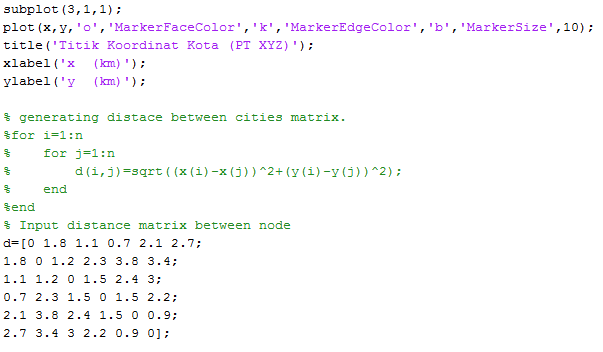 subplot(3,1,1);
plot(x,y,'o','MarkerFaceColor','k','MarkerEdgeColor','b','MarkerSize',10);
title('Titik Koordinat Kota (PT XYZ)');
xlabel('x  (km)');
ylabel('y  (km)');
% generating distace between cities matrix.
%for i=1:n
%    for j=1:n
%        d(i,j)=sqrt((x(i)-x(j))^2+(y(i)-y(j))^2);
%    end
%end
% Input distance matrix between node
d=[0 1.8 1.1 0.7 2.1 2.7;
1.8 0 1.2 2.3 3.8 3.4;
1.1 1.2 0 1.5 2.4 3;
0.7 2.3 1.5 0 1.5 2.2;
2.1 3.8 2.4 1.5 0 0.9;
2.7 3.4 3 2.2 0.9 0];